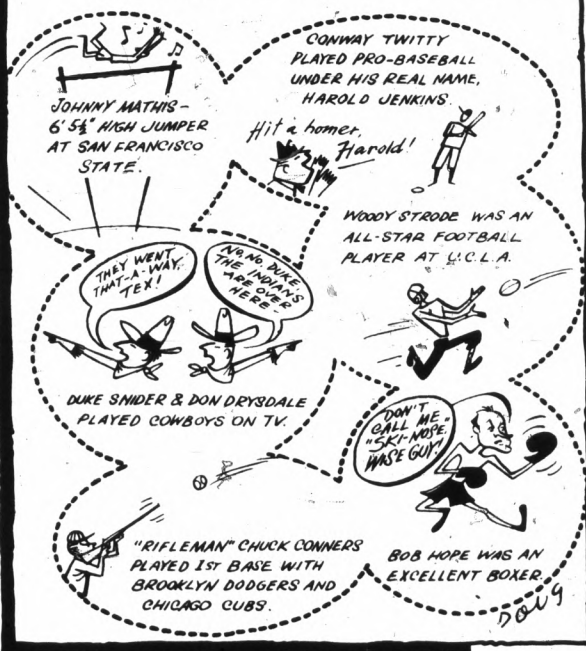 JOHNNY MATHIS-
6' 5½" HIGH JUMPER
AT SAN FRANCISCO
STATE.
CONWAY TWITTY
PLAYED PRO-BASEBALL
UNDER HIS REAL NAME,
HAROLD JENKINS.
Hit a homer,
Harold!
WOODY STRODE WAS AN
ALL-STAR FOOTBALL
PLAYER AT U.C.L.A.
THEY WENT
THAT-A-WAY,
TEX!
NO, NO, DUKE-
THE INDIANS
ARE OVER
HERE-
DUKE SNIDER & DON DRYSDALE
PLAYED COWBOYS ON TV.
DON'T
CALL ME
"SKI-NOSE,"
WISE GUY!
BOB HOPE WAS AN
EXCELLENT BOXER.
"RIFLEMAN" CHUCK CONNERS
PLAYED 1ST BASE WITH
BROOKLYN DODGERS AND
CHICAGO CUBS.
DOUG